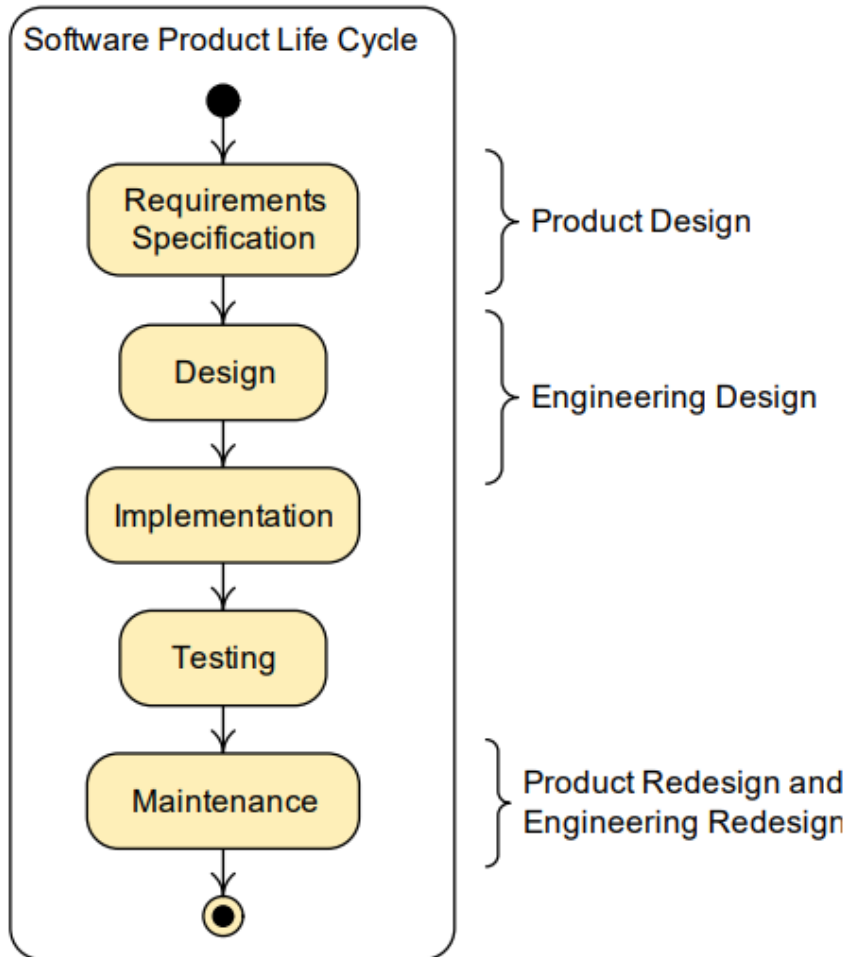 Software Product Life Cycle
Requirements
Specification
Product Design
Design
Engineering Design
Implementation
Testing
Maintenance
Product Redesign and
Engineering Redesign